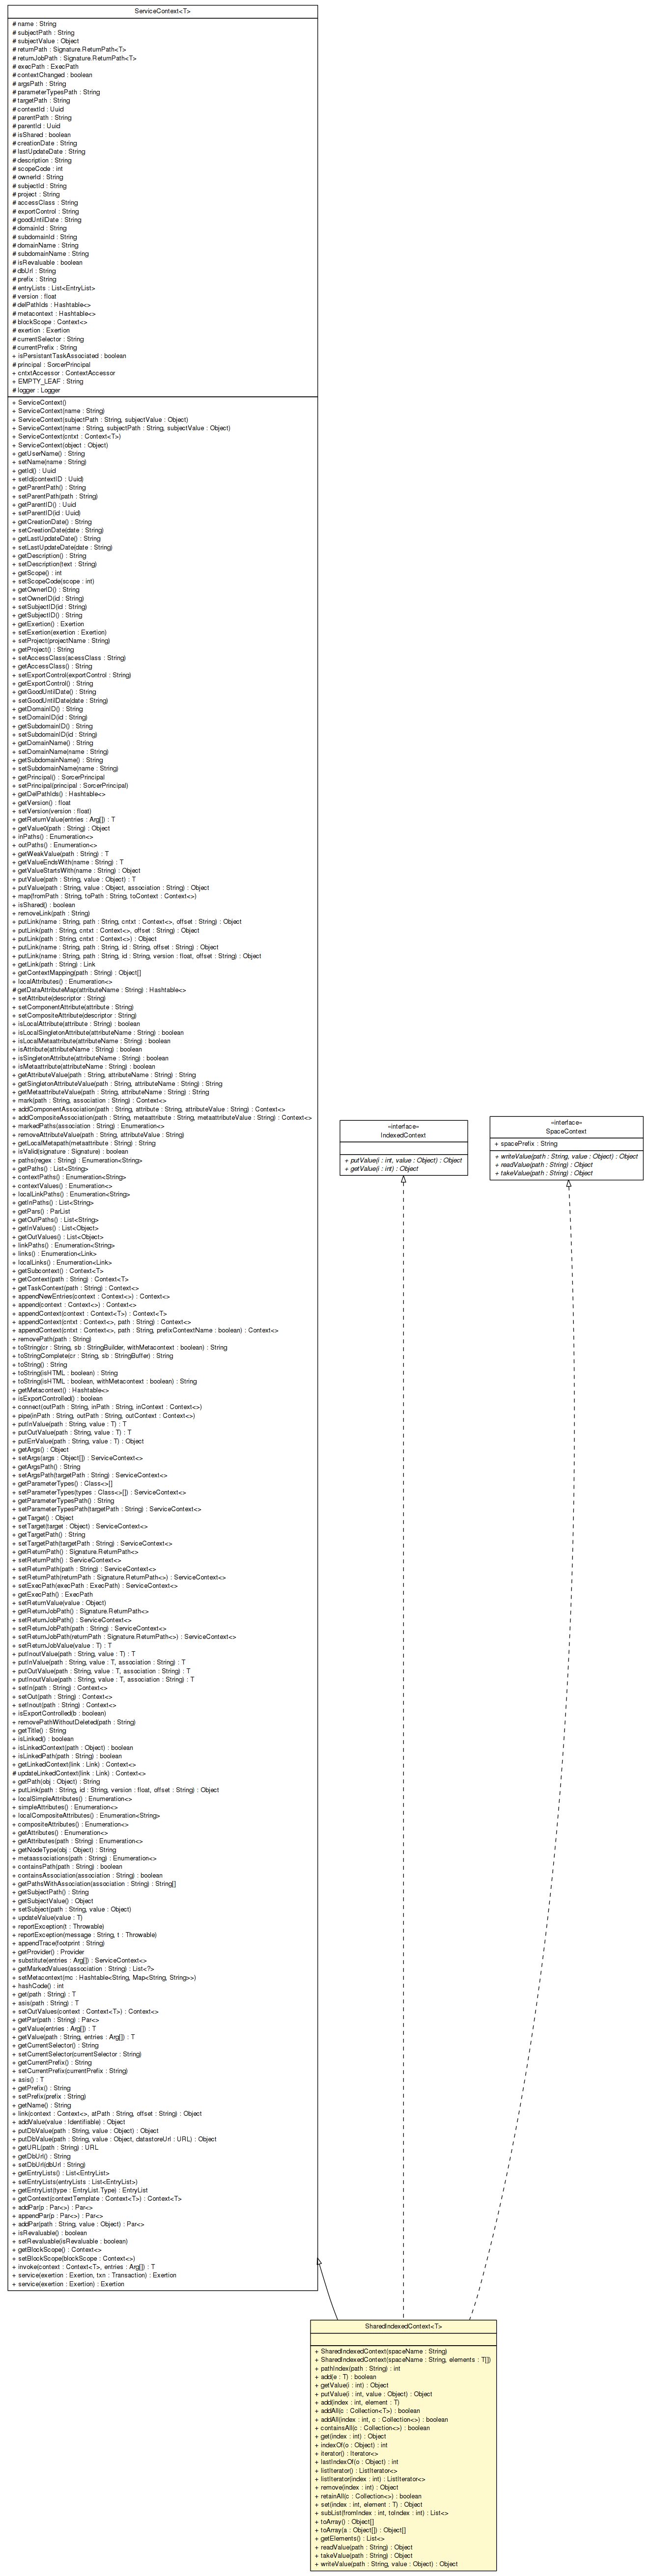 ServiceContext<T>
# name : String
# subjectPath : String
# subjectValue : Object
# returnPath : Signature.ReturnPath<T>
# returnJobPath : Signature.ReturnPath<T>
# execPath : ExecPath
# contextChanged : boolean
# argsPath : String
# parameterTypesPath : String
# targetPath : String
# contextId : Uuid
# parentPath : String
# parentId : Uuid
# isShared : boolean
# creationDate : String
# lastUpdateDate : String
# description : String
# scopeCode : int
# ownerId : String
# subjectId : String
# project : String
# accessClass : String
# exportControl : String
# goodUntilDate : String
# domainId : String
# subdomainId : String
# domainName : String
# subdomainName : String
# isRevaluable : boolean
# dbUrl : String
# prefix : String
# entryLists : List<EntryList>
# version : float
# delPathIds : Hashtable<>
# metacontext : Hashtable<>
# blockScope : Context<>
# exertion : Exertion
# currentSelector : String
# currentPrefix : String
+ isPersistantTaskAssociated : boolean
# principal : SorcerPrincipal
+ cntxtAccessor : ContextAccessor
+ EMPTY_LEAF : String
# logger : Logger
+ ServiceContext()
+ ServiceContext(name : String)
+ ServiceContext(subjectPath : String, subjectValue : Object)
+ ServiceContext(name : String, subjectPath : String, subjectValue : Object)
+ ServiceContext(cntxt : Context<T>)
+ ServiceContext(object : Object)
+ getUserName() : String
+ setName(name : String)
+ getId() : Uuid
+ setId(contextID : Uuid)
+ getParentPath() : String
+ setParentPath(path : String)
+ getParentID() : Uuid
+ setParentID(id : Uuid)
+ getCreationDate() : String
+ setCreationDate(date : String)
+ getLastUpdateDate() : String
+ setLastUpdateDate(date : String)
+ getDescription() : String
+ setDescription(text : String)
+ getScope() : int
+ setScopeCode(scope : int)
+ getOwnerID() : String
+ setOwnerID(id : String)
+ setSubjectID(id : String)
+ getSubjectID() : String
+ getExertion() : Exertion
+ setExertion(exertion : Exertion)
+ setProject(projectName : String)
+ getProject() : String
+ setAccessClass(acessClass : String)
+ getAccessClass() : String
+ setExportControl(exportControl : String)
+ getExportControl() : String
+ getGoodUntilDate() : String
+ setGoodUntilDate(date : String)
+ getDomainID() : String
+ setDomainID(id : String)
+ getSubdomainID() : String
+ setSubdomainID(id : String)
+ getDomainName() : String
+ setDomainName(name : String)
+ getSubdomainName() : String
+ setSubdomainName(name : String)
+ getPrincipal() : SorcerPrincipal
+ setPrincipal(principal : SorcerPrincipal)
+ getDelPathIds() : Hashtable<>
+ getVersion() : float
+ setVersion(version : float)
+ getReturnValue(entries : Arg[]) : T
+ getValue0(path : String) : Object
+ inPaths() : Enumeration<>
+ outPaths() : Enumeration<>
+ getWeakValue(path : String) : T
+ getValueEndsWith(name : String) : T
+ getValueStartsWith(name : String) : Object
+ putValue(path : String, value : Object) : T
+ putValue(path : String, value : Object, association : String) : Object
+ map(fromPath : String, toPath : String, toContext : Context<>)
+ isShared() : boolean
+ removeLink(path : String)
+ putLink(name : String, path : String, cntxt : Context<>, offset : String) : Object
+ putLink(path : String, cntxt : Context<>, offset : String) : Object
+ putLink(path : String, cntxt : Context<>) : Object
+ putLink(name : String, path : String, id : String, offset : String) : Object
+ putLink(name : String, path : String, id : String, version : float, offset : String) : Object
+ getLink(path : String) : Link
+ getContextMapping(path : String) : Object[]
+ localAttributes() : Enumeration<>
# getDataAttributeMap(attributeName : String) : Hashtable<>
+ setAttribute(descriptor : String)
+ setComponentAttribute(attribute : String)
+ setCompositeAttribute(descriptor : String)
+ isLocalAttribute(attribute : String) : boolean
+ isLocalSingletonAttribute(attributeName : String) : boolean
+ isLocalMetaattribute(attributeName : String) : boolean
+ isAttribute(attributeName : String) : boolean
+ isSingletonAttribute(attributeName : String) : boolean
+ isMetaattribute(attributeName : String) : boolean
+ getAttributeValue(path : String, attributeName : String) : String
+ getSingletonAttributeValue(path : String, attributeName : String) : String
+ getMetaattributeValue(path : String, attributeName : String) : String
+ mark(path : String, association : String) : Context<>
+ addComponentAssociation(path : String, attribute : String, attributeValue : String) : Context<>
+ addCompositeAssociation(path : String, metaattribute : String, metaattributeValue : String) : Context<>
+ markedPaths(association : String) : Enumeration<>
+ removeAttributeValue(path : String, attributeValue : String)
+ getLocalMetapath(metaattribute : String) : String
+ isValid(signature : Signature) : boolean
+ paths(regex : String) : Enumeration<String>
+ getPaths() : List<String>
+ contextPaths() : Enumeration<String>
+ contextValues() : Enumeration<>
+ localLinkPaths() : Enumeration<String>
+ getInPaths() : List<String>
+ getPars() : ParList
+ getOutPaths() : List<String>
+ getInValues() : List<Object>
+ getOutValues() : List<Object>
+ linkPaths() : Enumeration<String>
+ links() : Enumeration<Link>
+ localLinks() : Enumeration<Link>
+ getSubcontext() : Context<T>
+ getContext(path : String) : Context<T>
+ getTaskContext(path : String) : Context<>
+ appendNewEntries(context : Context<>) : Context<>
+ append(context : Context<>) : Context<>
+ appendContext(context : Context<T>) : Context<T>
+ appendContext(cntxt : Context<>, path : String) : Context<>
+ appendContext(cntxt : Context<>, path : String, prefixContextName : boolean) : Context<>
+ removePath(path : String)
+ toString(cr : String, sb : StringBuilder, withMetacontext : boolean) : String
+ toStringComplete(cr : String, sb : StringBuffer) : String
+ toString() : String
+ toString(isHTML : boolean) : String
+ toString(isHTML : boolean, withMetacontext : boolean) : String
+ getMetacontext() : Hashtable<>
+ isExportControlled() : boolean
+ connect(outPath : String, inPath : String, inContext : Context<>)
+ pipe(inPath : String, outPath : String, outContext : Context<>)
+ putInValue(path : String, value : T) : T
+ putOutValue(path : String, value : T) : T
+ putErrValue(path : String, value : T) : Object
+ getArgs() : Object
+ setArgs(args : Object[]) : ServiceContext<>
+ getArgsPath() : String
+ setArgsPath(targetPath : String) : ServiceContext<>
+ getParameterTypes() : Class<>[]
+ setParameterTypes(types : Class<>[]) : ServiceContext<>
+ getParameterTypesPath() : String
+ setParameterTypesPath(targetPath : String) : ServiceContext<>
+ getTarget() : Object
+ setTarget(target : Object) : ServiceContext<>
+ getTargetPath() : String
+ setTargetPath(targetPath : String) : ServiceContext<>
+ getReturnPath() : Signature.ReturnPath<>
+ setReturnPath() : ServiceContext<>
+ setReturnPath(path : String) : ServiceContext<>
+ setReturnPath(returnPath : Signature.ReturnPath<>) : ServiceContext<>
+ setExecPath(execPath : ExecPath) : ServiceContext<>
+ getExecPath() : ExecPath
+ setReturnValue(value : Object)
+ getReturnJobPath() : Signature.ReturnPath<>
+ setReturnJobPath() : ServiceContext<>
+ setReturnJobPath(path : String) : ServiceContext<>
+ setReturnJobPath(returnPath : Signature.ReturnPath<>) : ServiceContext<>
+ setReturnJobValue(value : T) : T
+ putInoutValue(path : String, value : T) : T
+ putInValue(path : String, value : T, association : String) : T
+ putOutValue(path : String, value : T, association : String) : T
+ putInoutValue(path : String, value : T, association : String) : T
+ setIn(path : String) : Context<>
+ setOut(path : String) : Context<>
+ setInout(path : String) : Context<>
+ isExportControlled(b : boolean)
+ removePathWithoutDeleted(path : String)
+ getTitle() : String
+ isLinked() : boolean
+ isLinkedContext(path : Object) : boolean
+ isLinkedPath(path : String) : boolean
+ getLinkedContext(link : Link) : Context<>
# updateLinkedContext(link : Link) : Context<>
+ getPath(obj : Object) : String
+ putLink(path : String, id : String, version : float, offset : String) : Object
+ localSimpleAttributes() : Enumeration<>
+ simpleAttributes() : Enumeration<>
+ localCompositeAttributes() : Enumeration<String>
+ compositeAttributes() : Enumeration<>
+ getAttributes() : Enumeration<>
+ getAttributes(path : String) : Enumeration<>
+ getNodeType(obj : Object) : String
+ metaassociations(path : String) : Enumeration<>
+ containsPath(path : String) : boolean
+ containsAssociation(association : String) : boolean
+ getPathsWithAssociation(association : String) : String[]
+ getSubjectPath() : String
+ getSubjectValue() : Object
+ setSubject(path : String, value : Object)
+ updateValue(value : T)
+ reportException(t : Throwable)
+ reportException(message : String, t : Throwable)
+ appendTrace(footprint : String)
+ getProvider() : Provider
+ substitute(entries : Arg[]) : ServiceContext<>
+ getMarkedValues(association : String) : List<?>
+ setMetacontext(mc : Hashtable<String, Map<String, String>>)
+ hashCode() : int
+ get(path : String) : T
+ asis(path : String) : T
+ setOutValues(context : Context<T>) : Context<>
+ getPar(path : String) : Par<>
+ getValue(entries : Arg[]) : T
+ getValue(path : String, entries : Arg[]) : T
+ getCurrentSelector() : String
+ setCurrentSelector(currentSelector : String)
+ getCurrentPrefix() : String
+ setCurrentPrefix(currentPrefix : String)
+ asis() : T
+ getPrefix() : String
+ setPrefix(prefix : String)
+ getName() : String
+ link(context : Context<>, atPath : String, offset : String) : Object
+ addValue(value : Identifiable) : Object
+ putDbValue(path : String, value : Object) : Object
+ putDbValue(path : String, value : Object, datastoreUrl : URL) : Object
+ getURL(path : String) : URL
+ getDbUrl() : String
+ setDbUrl(dbUrl : String)
+ getEntryLists() : List<EntryList>
+ setEntryLists(entryLists : List<EntryList>)
+ getEntryList(type : EntryList.Type) : EntryList
+ getContext(contextTemplate : Context<T>) : Context<T>
+ addPar(p : Par<>) : Par<>
+ appendPar(p : Par<>) : Par<>
+ addPar(path : String, value : Object) : Par<>
+ isRevaluable() : boolean
+ setRevaluable(isRevaluable : boolean)
+ getBlockScope() : Context<>
+ setBlockScope(blockScope : Context<>)
+ invoke(context : Context<T>, entries : Arg[]) : T
+ service(exertion : Exertion, txn : Transaction) : Exertion
+ service(exertion : Exertion) : Exertion
«interface»
IndexedContext
+ putValue(i : int, value : Object) : Object
+ getValue(i : int) : Object
«interface»
SpaceContext
+ spacePrefix : String
+ writeValue(path : String, value : Object) : Object
+ readValue(path : String) : Object
+ takeValue(path : String) : Object
SharedIndexedContext<T>
+ SharedIndexedContext(spaceName : String)
+ SharedIndexedContext(spaceName : String, elements : T[])
+ pathIndex(path : String) : int
+ add(e : T) : boolean
+ getValue(i : int) : Object
+ putValue(i : int, value : Object) : Object
+ add(index : int, element : T)
+ addAll(c : Collection<T>) : boolean
+ addAll(index : int, c : Collection<>) : boolean
+ containsAll(c : Collection<>) : boolean
+ get(index : int) : Object
+ indexOf(o : Object) : int
+ iterator() : Iterator<>
+ lastIndexOf(o : Object) : int
+ listIterator() : ListIterator<>
+ listIterator(index : int) : ListIterator<>
+ remove(index : int) : Object
+ retainAll(c : Collection<>) : boolean
+ set(index : int, element : T) : Object
+ subList(fromIndex : int, toIndex : int) : List<>
+ toArray() : Object[]
+ toArray(a : Object[]) : Object[]
+ getElements() : List<>
+ readValue(path : String) : Object
+ takeValue(path : String) : Object
+ writeValue(path : String, value : Object) : Object